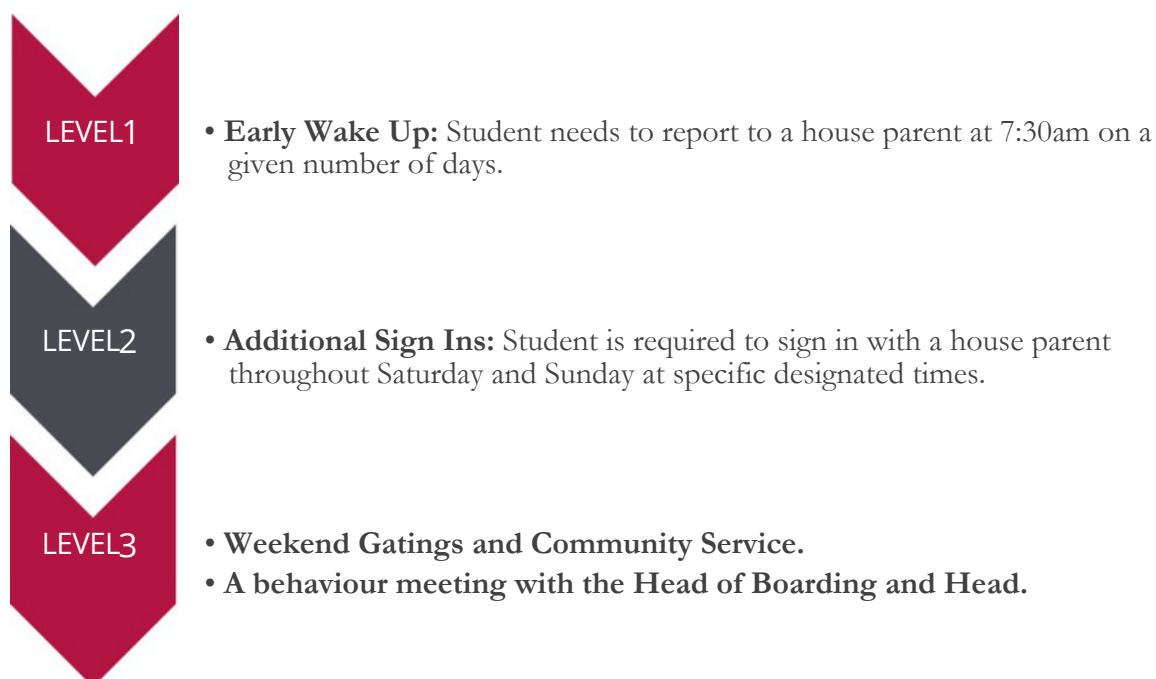 LEVEL1
• Early Wake Up: Student needs to report to a house parent at 7:30am on a
given number of days.
LEVEL2
• Additional Sign Ins: Student is required to sign in with a house parent
throughout Saturday and Sunday at specific designated times.
LEVEL3
• Weekend Gatings and Community Service.
• A behaviour meeting with the Head of Boarding and Head.